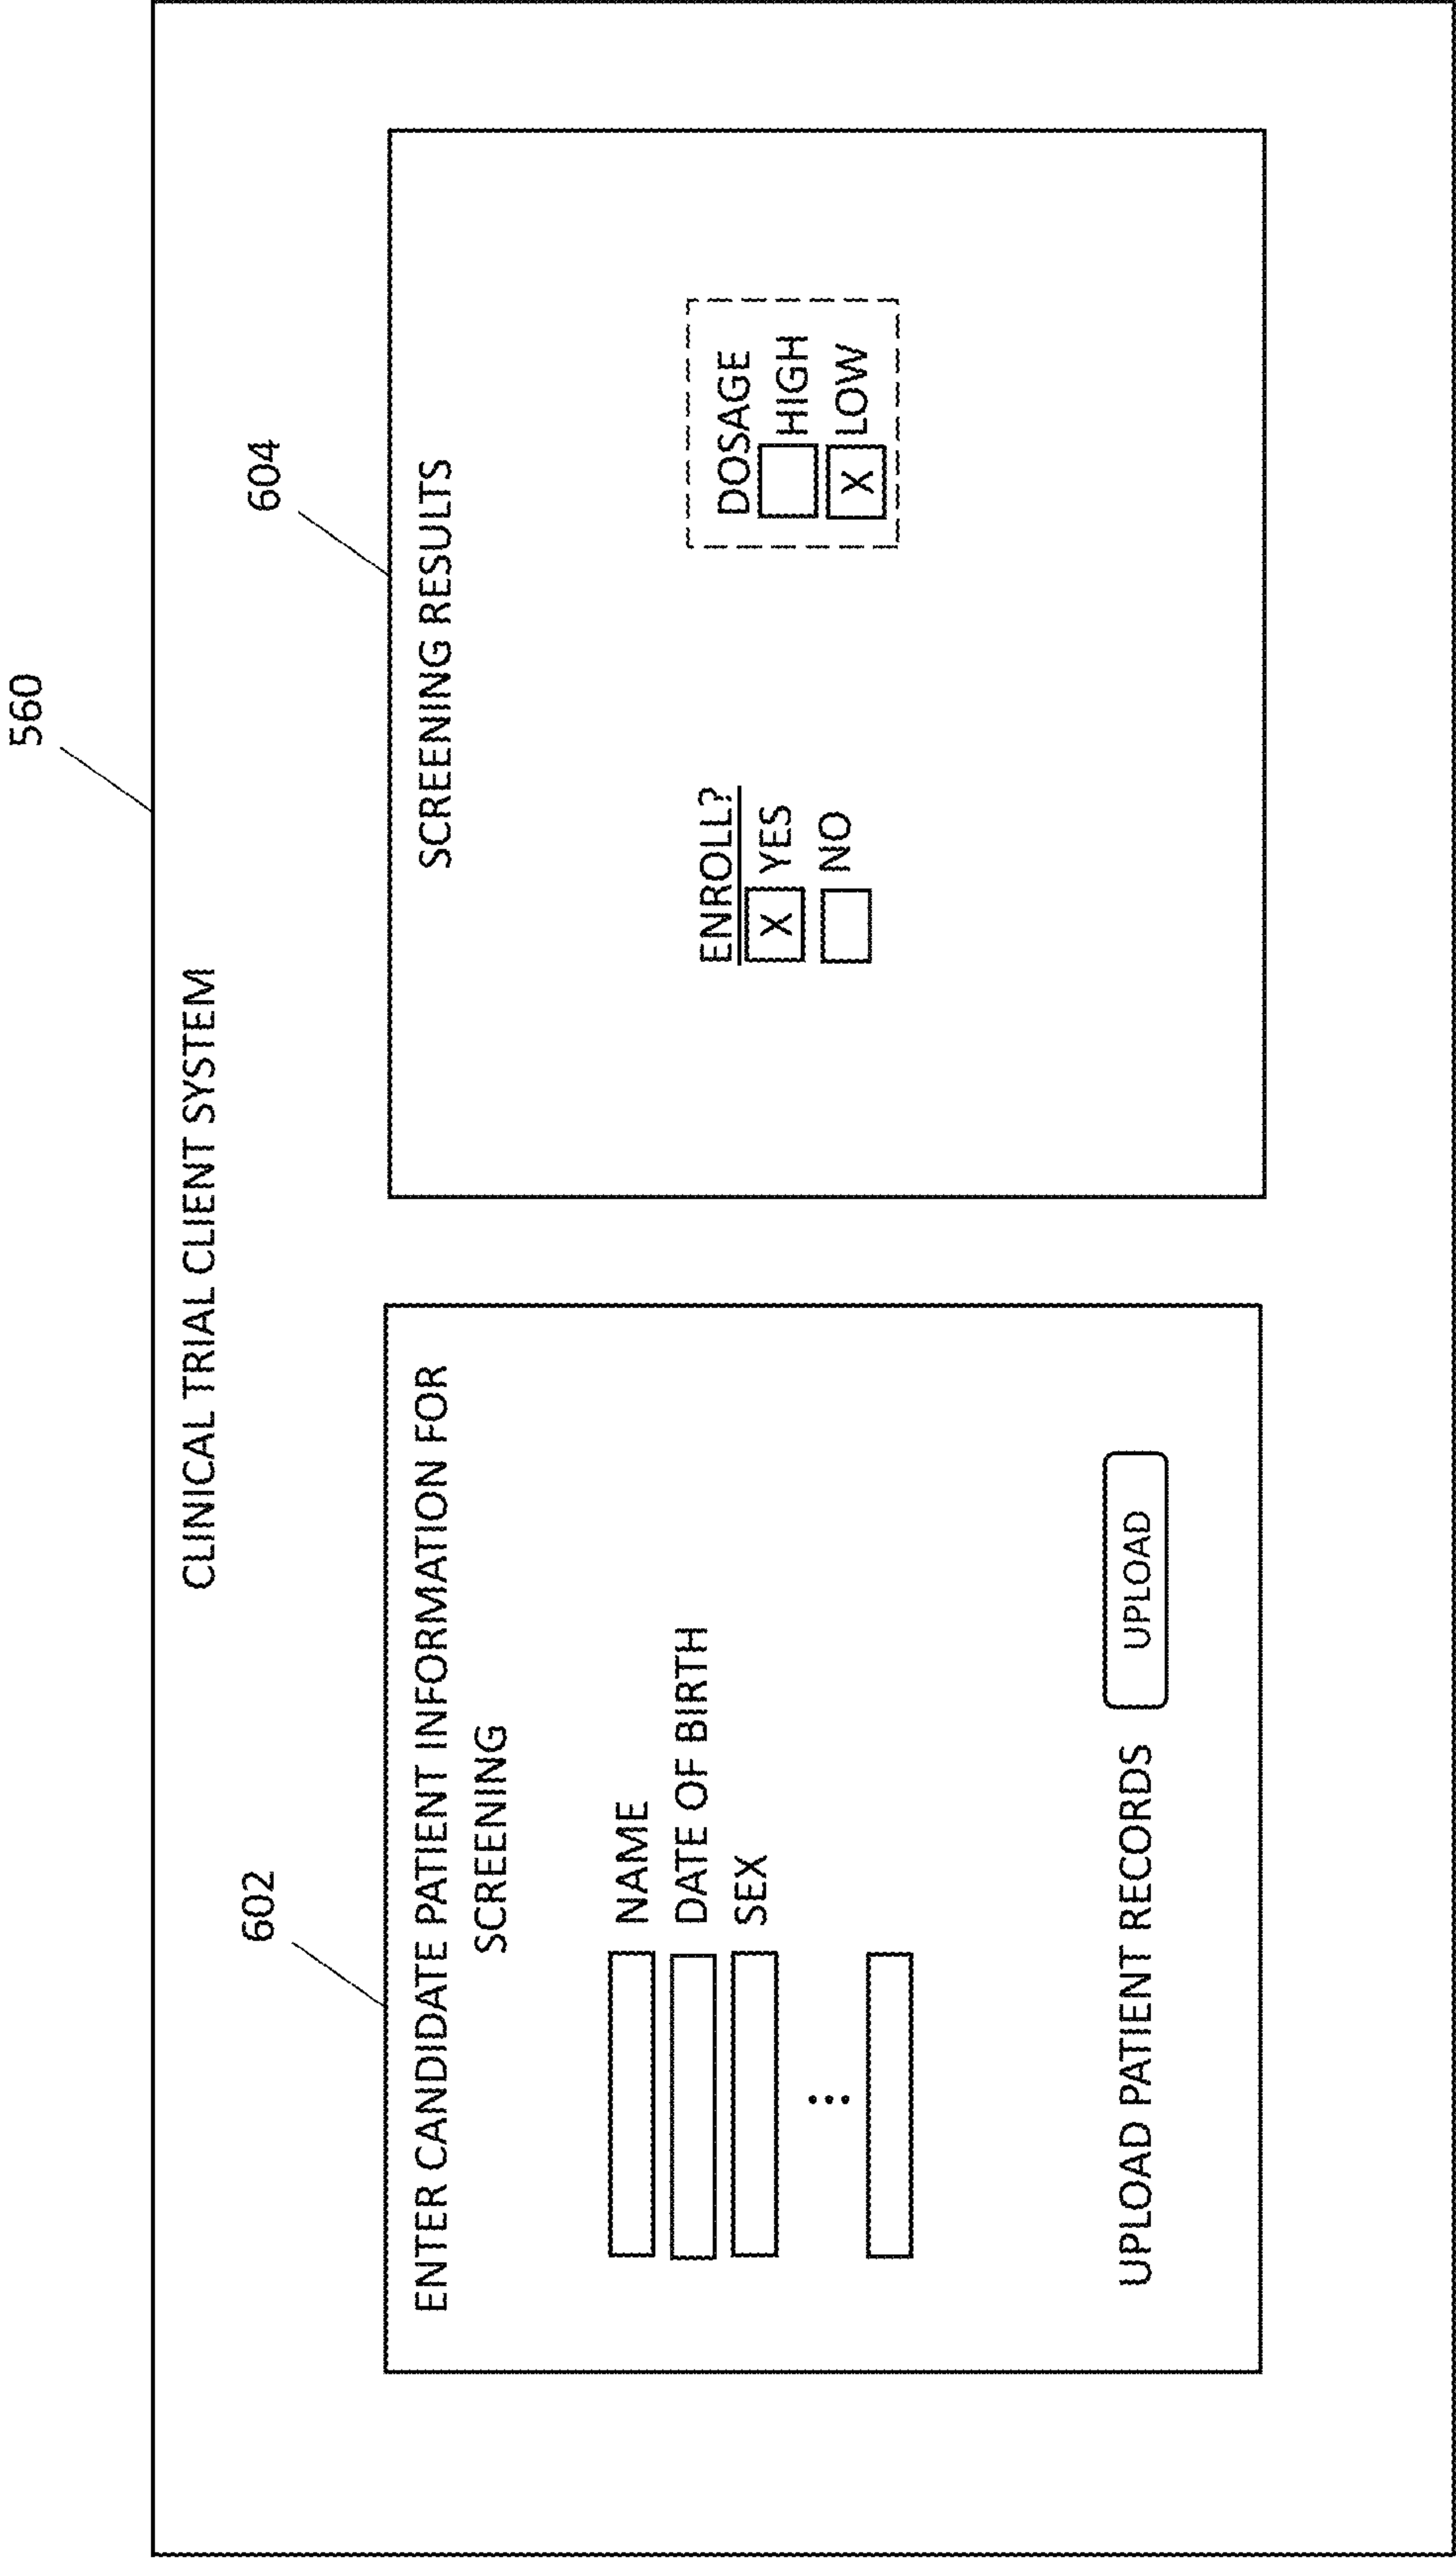 560
CLINICAL TRIAL CLIENT SYSTEM
602
ENTER CANDIDATE PATIENT INFORMATION FOR
SCREENING
NAME
DATE OF BIRTH
SEX
...
UPLOAD PATIENT RECORDS
UPLOAD
604
SCREENING RESULTS
ENROLL?
X YES
NO
DOSAGE
HIGH
X LOW